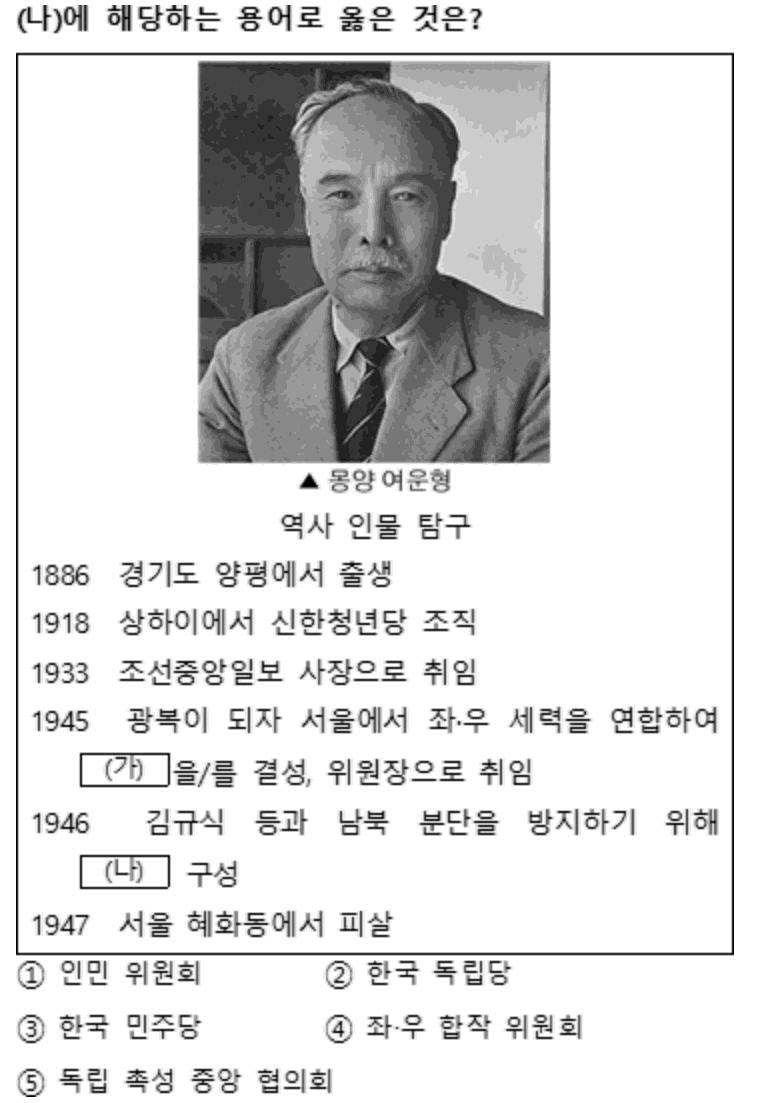 (나)에 해당하는 용어로 옳은 것은?
▲ 몽양 여운형
역사 인물 탐구
1886 경기도 양평에서 출생
1918 상하이에서 신한청년당 조직
1933 조선중앙일보 사장으로 취임
1945 광복이 되자 서울에서 좌·우 세력을 연합하여
(가) 을/를 결성, 위원장으로 취임
1946 김규식 등과 남북 분단을 방지하기 위해
(나) 구성
1947 서울 혜화동에서 피살
① 인민 위원회 ② 한국 독립당
③ 한국 민주당 ④ 좌·우 합작 위원회
⑤ 독립 촉성 중앙 협의회